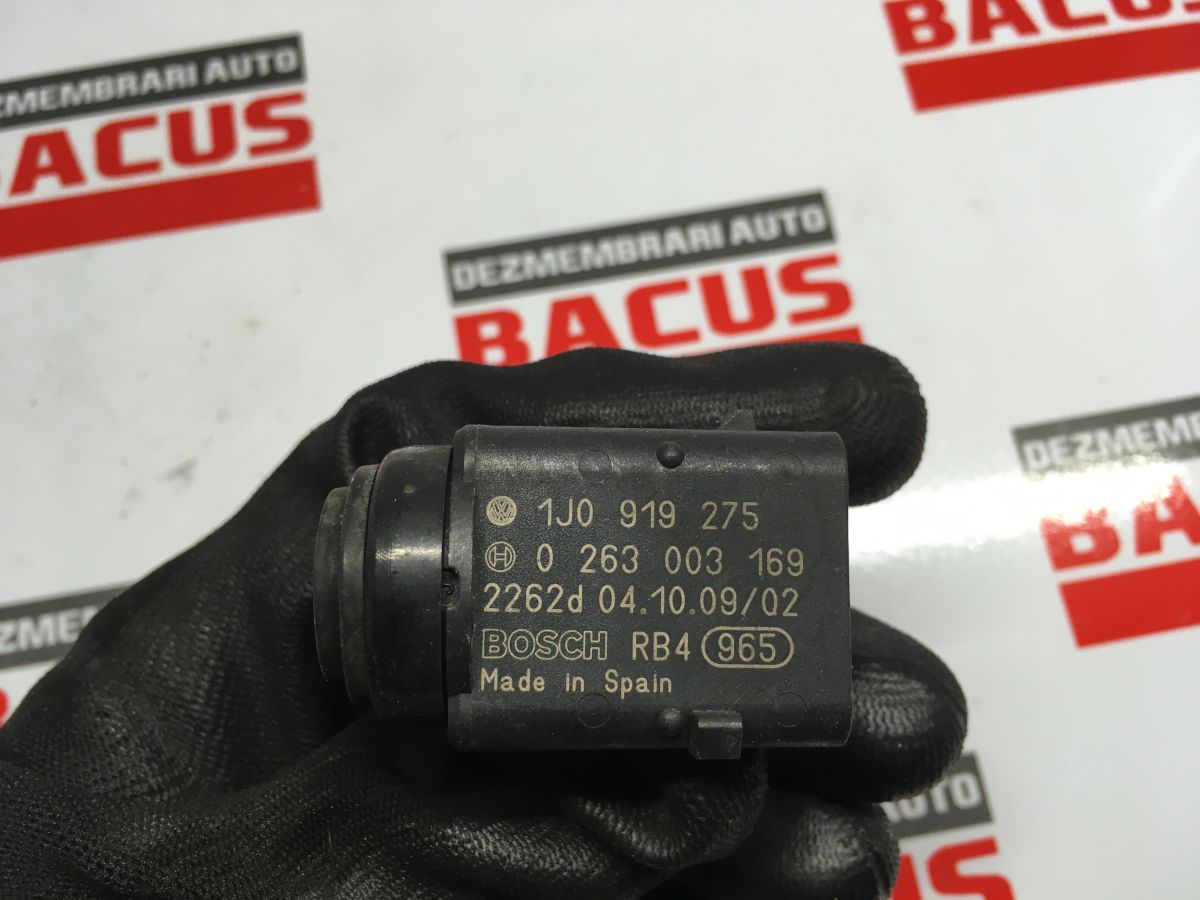 BACUS
DEZMEMBRARI AUTO
BACUS
DEZMEMBRARI AUTO
BACUS
1J0 919 275
0 263 003 169
2262d 04.10.09/02
BOSCH RB4 965
Made in Spain